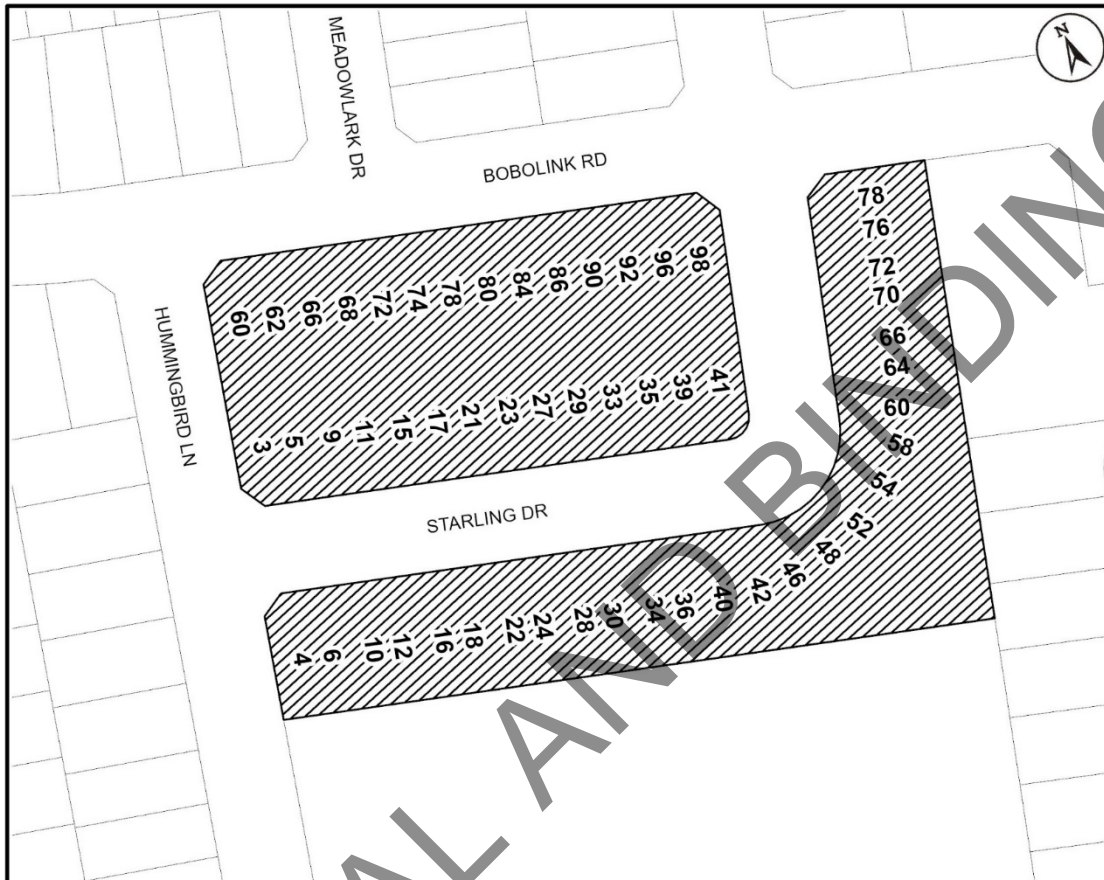 N
MEADOWLARK DR
BOBOLINK RD
HUMMINGBIRD LN
STARLING DR
60 62 66 68 72 74 78 80 84 86 90 92 96 98
3 5 9 11 15 17 21 23 27 29 33 35 39 41
4 6 10 12 16 18 22 24 28 30 34 36 40 42 46 48 52 54 58 60 64 66 70 72 76 78
AL AND BINDING